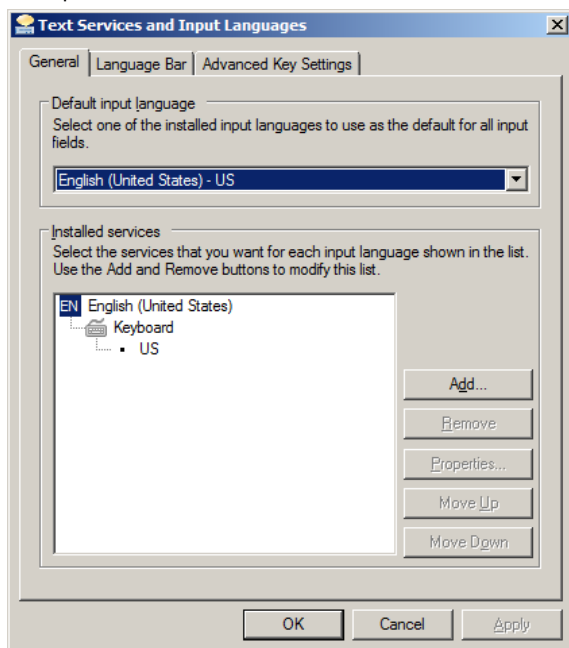 Text Services and Input Languages
General
Language Bar
Advanced Key Settings
Default input language
Select one of the installed input languages to use as the default for all input
fields.
English (United States) - US
Installed services
Select the services that you want for each input language shown in the list.
Use the Add and Remove buttons to modify this list.
EN English (United States)
Keyboard
US
Add...
Remove
Properties...
Move Up
Move Down
OK
Cancel
Apply